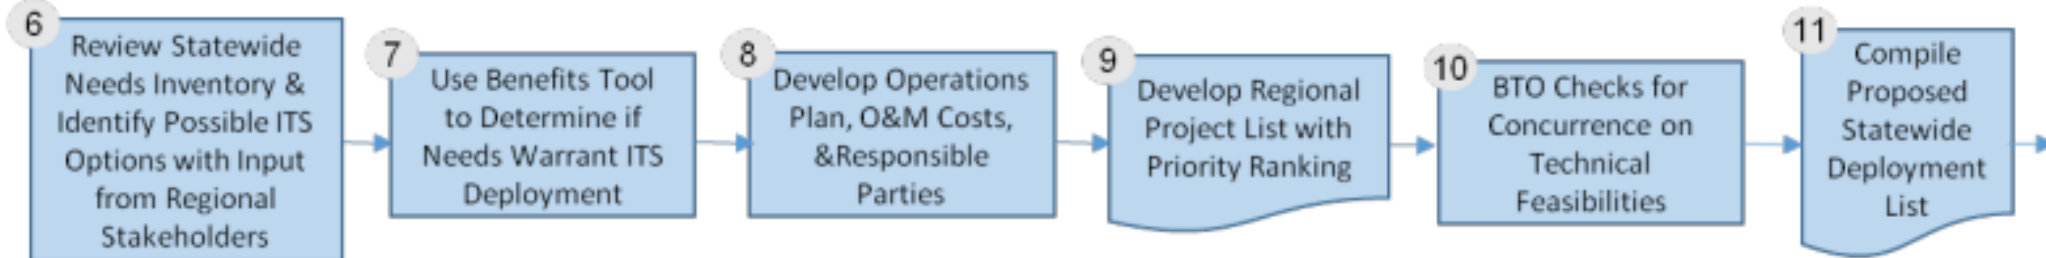 6
Review Statewide
Needs Inventory &
Identify Possible ITS
Options with Input
from Regional
Stakeholders
7
Use Benefits Tool
to Determine if
Needs Warrant ITS
Deployment
8
Develop Operations
Plan, O&M Costs,
&Responsible
Parties
9
Develop Regional
Project List with
Priority Ranking
10
BTO Checks for
Concurrence on
Technical
Feasibilities
11
Compile
Proposed
Statewide
Deployment
List